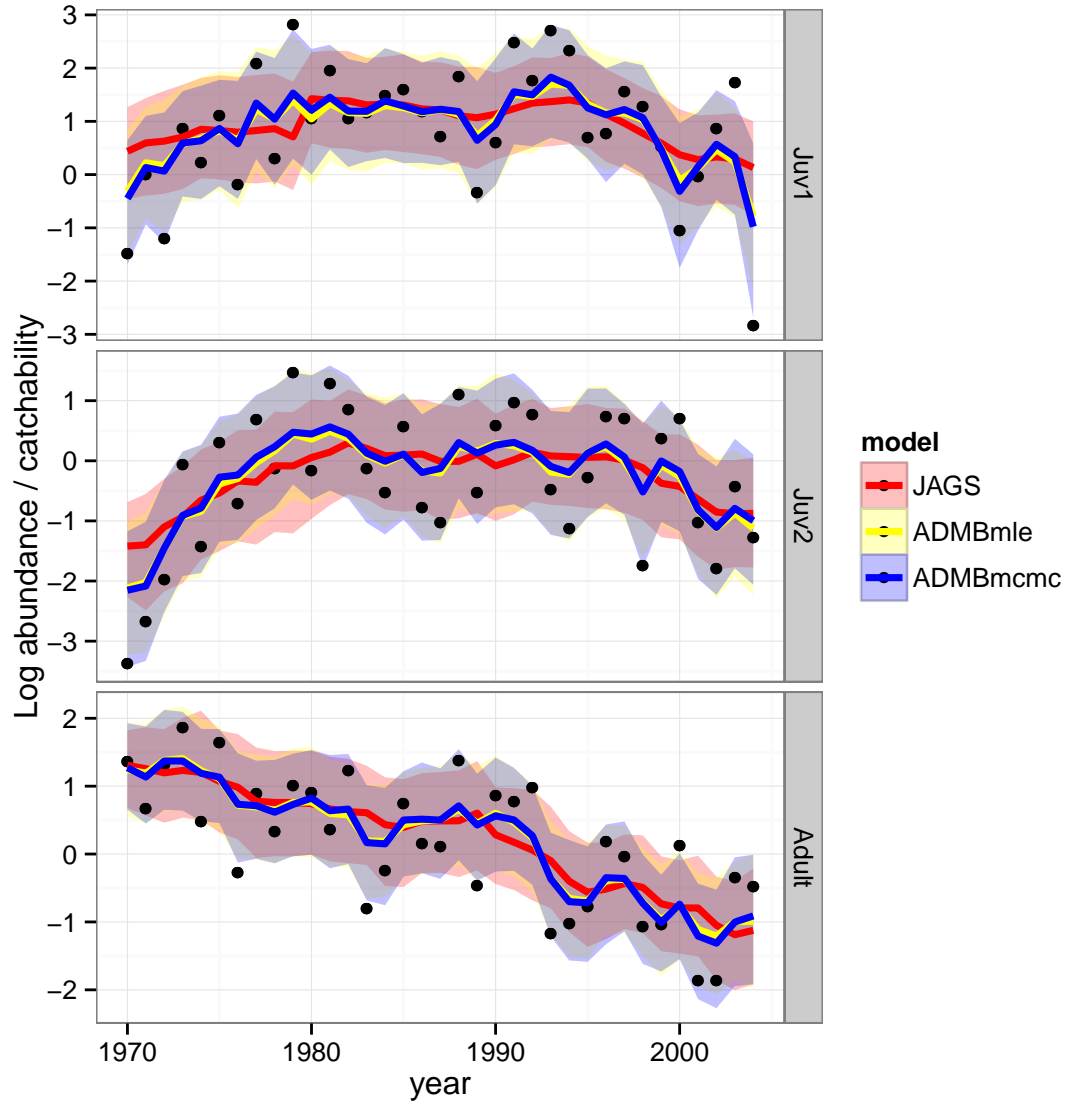 Log abundance / catchability
3
2
1
0
−1
−2
−3
Juv1
1
0
−1
−2
−3
Juv2
2
1
0
−1
−2
Adult
1970 1980 1990 2000
year
model
JAGS
ADMBmle
ADMBmcmc